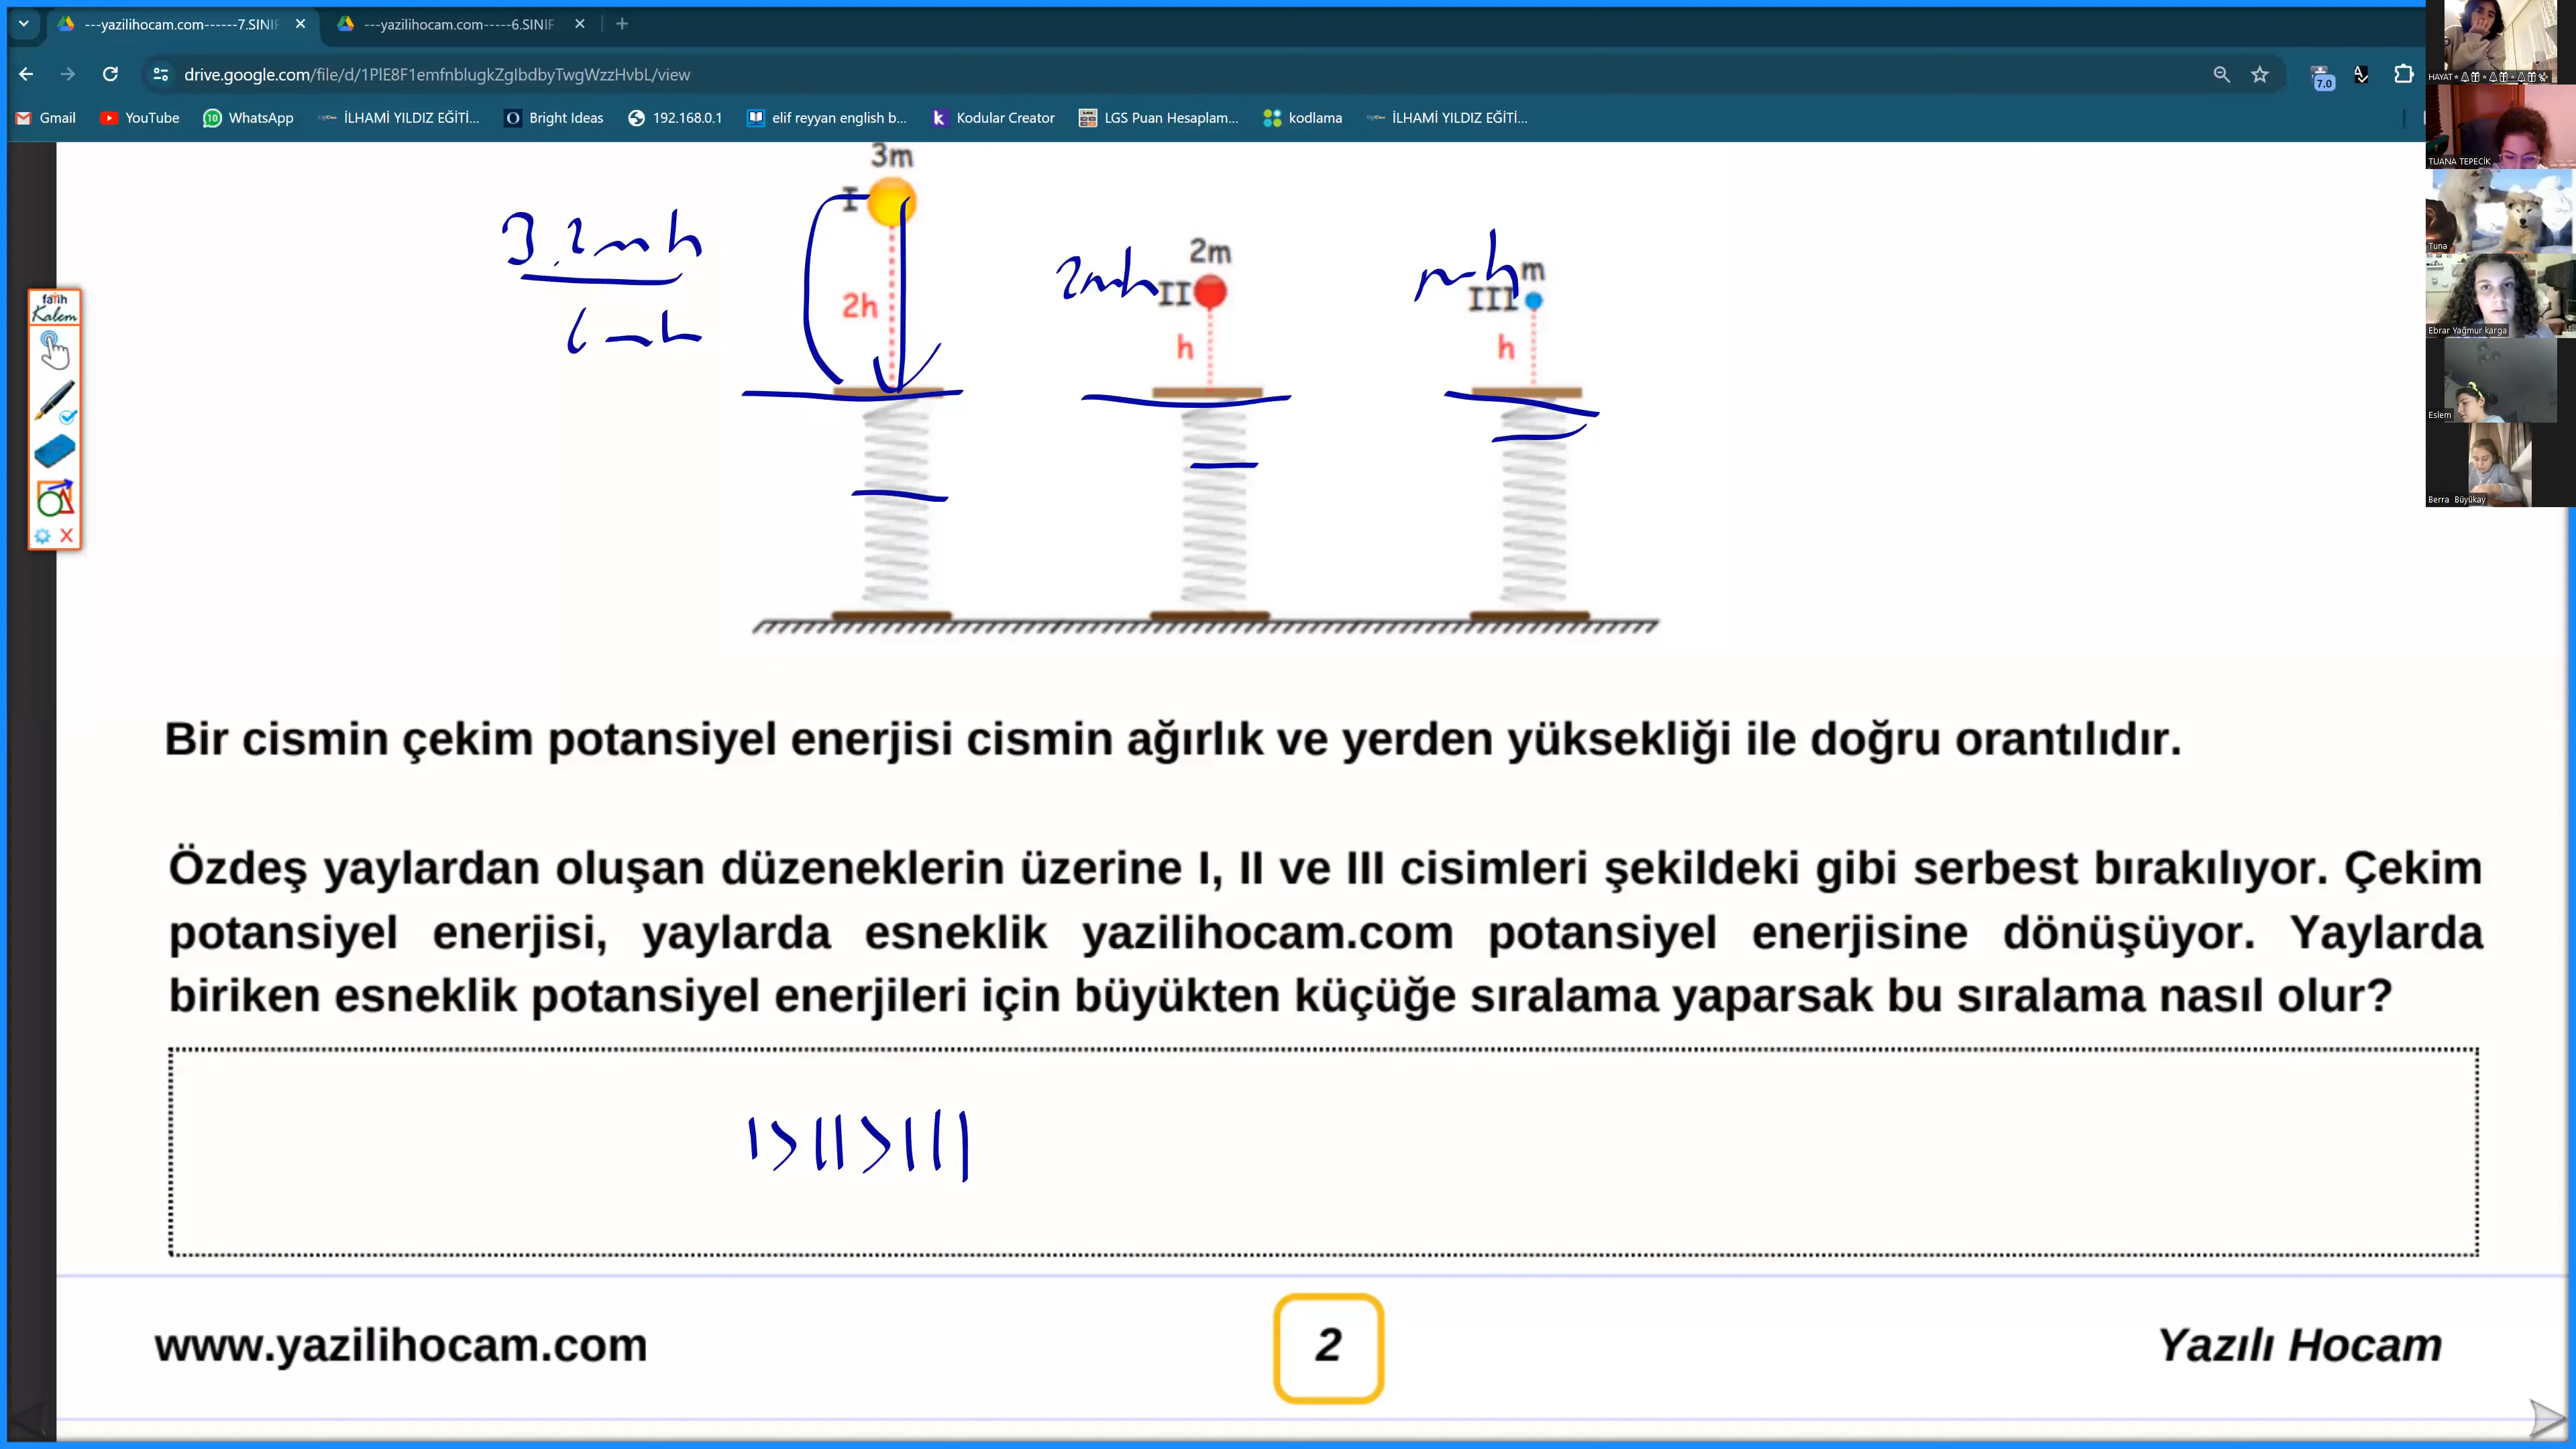 ---yazilihocam.com------7.SINIF
---yazilihocam.com-----6.SINIF
drive.google.com/file/d/1PlE8F1emfnblugkZgIbdbyTwgWzzHvbL/view
7.0
Gmail
YouTube
WhatsApp
İLHAMİ YILDIZ EĞİTİ...
Bright Ideas
192.168.0.1
elif reyyan english b...
Kodular Creator
LGS Puan Hesaplam...
kodlama
İLHAMİ YILDIZ EĞİTİ...
HAYAT
TUANA TEPECİK
Tuna
Ebrar Yağmur karga
Eslem
Berra Büyükay
fatih
Kalem
3m
I
2h
3.2mh
6mh
2mh
2m
II
h
mh
m
III
h
Bir cismin çekim potansiyel enerjisi cismin ağırlık ve yerden yüksekliği ile doğru orantılıdır.
Özdeş yaylardan oluşan düzeneklerin üzerine I, II ve III cisimleri şekildeki gibi serbest bırakılıyor. Çekim
potansiyel enerjisi, yaylarda esneklik yazilihocam.com potansiyel enerjisine dönüşüyor. Yaylarda
biriken esneklik potansiyel enerjileri için büyükten küçüğe sıralama yaparsak bu sıralama nasıl olur?
I>II>III
www.yazilihocam.com
2
Yazılı Hocam